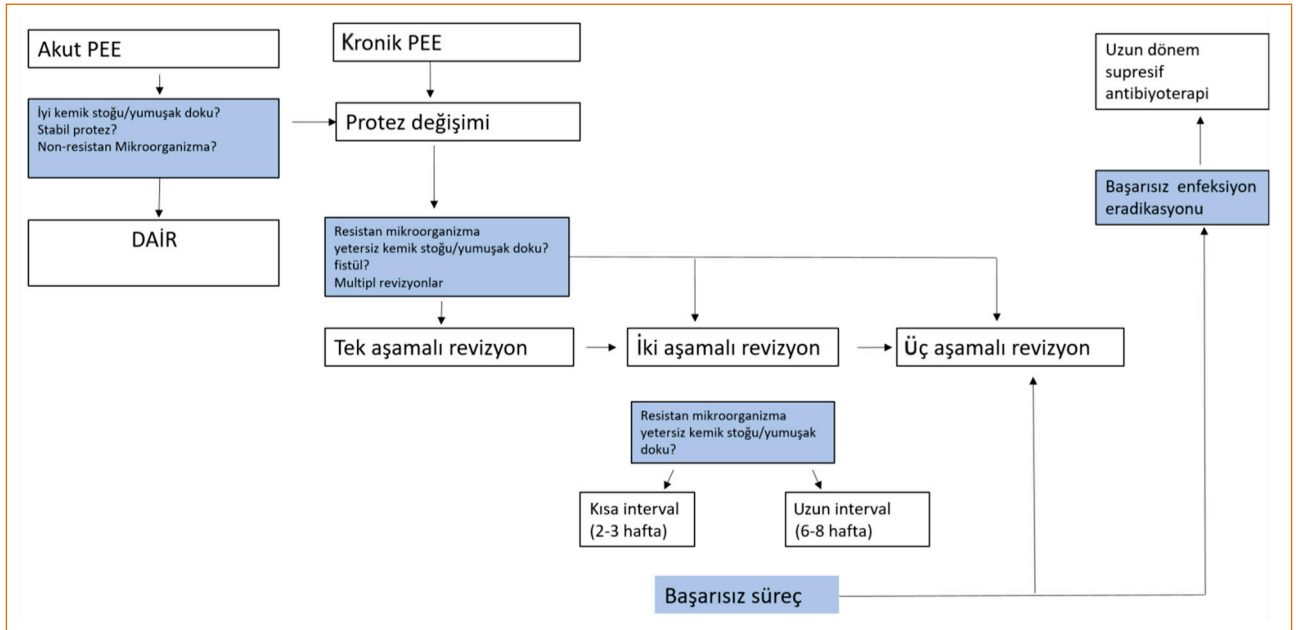 Akut PEE
Kronik PEE
Uzun dönem
supresif
antibiyoterapi
İyi kemik stoğu/yumuşak doku?
Stabil protez?
Non-resistan Mikroorganizma?
Protez değişimi
Başarısız enfeksiyon
eradikasyonu
DAİR
Resistan mikroorganizma
yetersiz kemik stoğu/yumuşak doku?
fistül?
Multipl revizyonlar
Tek aşamalı revizyon
İki aşamalı revizyon
Üç aşamalı revizyon
Resistan mikroorganizma
yetersiz kemik stoğu/yumuşak
doku?
Kısa interval
(2-3 hafta)
Uzun interval
(6-8 hafta)
Başarısız süreç